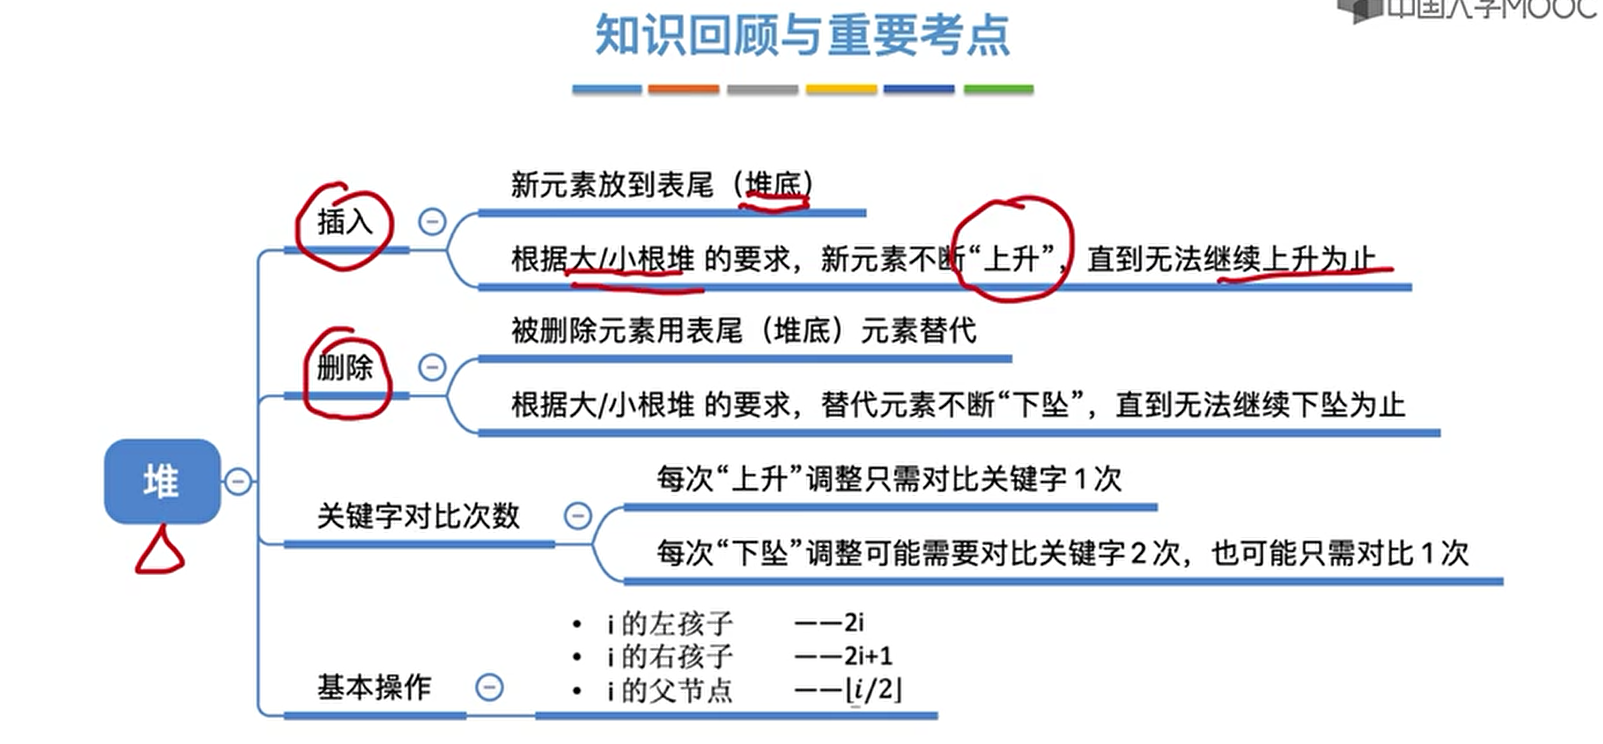 中国大学MOOC
知识回顾与重要考点
新元素放到表尾（堆底）
插入
根据大/小根堆 的要求，新元素不断“上升”，直到无法继续上升为止
被删除元素用表尾（堆底）元素替代
删除
根据大/小根堆 的要求，替代元素不断“下坠”，直到无法继续下坠为止
堆
每次“上升”调整只需对比关键字1次
关键字对比次数
每次“下坠”调整可能需要对比关键字2次，也可能只需对比1次
• i 的左孩子 ——2i
• i 的右孩子 ——2i+1
基本操作
• i 的父节点 ——⌊i/2⌋